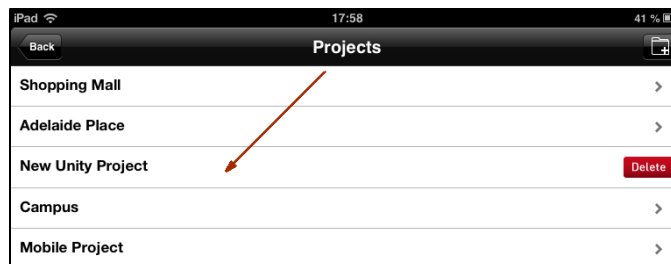 iPad 17:58 41 %
Back Projects
Shopping Mall
Adelaide Place
New Unity Project Delete
Campus
Mobile Project